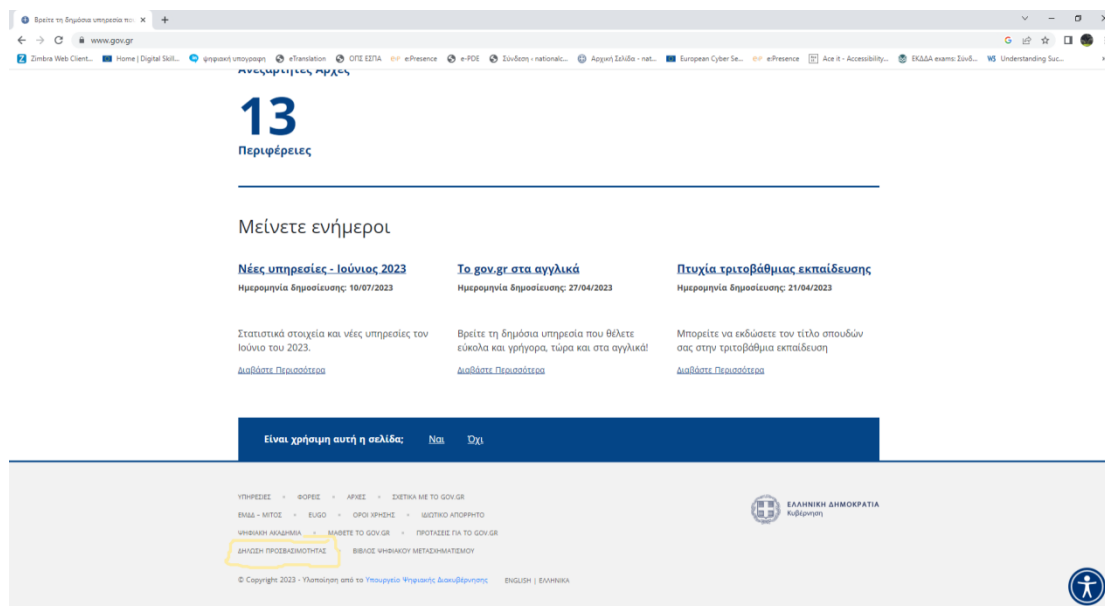 Βρείτε τη δημόσια υπηρεσία πο
www.gov.gr
Zimbra Web Client... Home | Digital Skill... ψηφιακή υπογραφη eTranslation ΟΠΣ ΕΣΠΑ e:Presence e-PDE Σύνδεση ‹ nationalc... Αρχική Σελίδα - nat... European Cyber Se... e:Presence Ace it - Accessibility... ΕΚΔΔΑ exams: Σύνδ... Understanding Suc...
Ανεξάρτητες Αρχές
13
Περιφέρειες
Μείνετε ενήμεροι
Νέες υπηρεσίες - Ιούνιος 2023
Ημερομηνία δημοσίευσης: 10/07/2023
Στατιστικά στοιχεία και νέες υπηρεσίες τον
Ιούνιο του 2023.
Διαβάστε Περισσότερα
Το gov.gr στα αγγλικά
Ημερομηνία δημοσίευσης: 27/04/2023
Βρείτε τη δημόσια υπηρεσία που θέλετε
εύκολα και γρήγορα, τώρα και στα αγγλικά!
Διαβάστε Περισσότερα
Πτυχία τριτοβάθμιας εκπαίδευσης
Ημερομηνία δημοσίευσης: 21/04/2023
Μπορείτε να εκδώσετε τον τίτλο σπουδών
σας στην τριτοβάθμια εκπαίδευση
Διαβάστε Περισσότερα
Είναι χρήσιμη αυτή η σελίδα; Ναι Όχι
ΥΠΗΡΕΣΙΕΣ ΦΟΡΕΙΣ ΑΡΧΕΣ ΣΧΕΤΙΚΑ ΜΕ ΤΟ GOV.GR
ΕΜΔΔ – ΜΙΤΟΣ EUGO ΟΡΟΙ ΧΡΗΣΗΣ ΙΔΙΩΤΙΚΟ ΑΠΟΡΡΗΤΟ
ΨΗΦΙΑΚΗ ΑΚΑΔΗΜΙΑ ΜΑΘΕΤΕ ΤΟ GOV.GR ΠΡΟΤΑΣΕΙΣ ΓΙΑ ΤΟ GOV.GR
ΔΗΛΩΣΗ ΠΡΟΣΒΑΣΙΜΟΤΗΤΑΣ ΒΙΒΛΟΣ ΨΗΦΙΑΚΟΥ ΜΕΤΑΣΧΗΜΑΤΙΣΜΟΥ
© Copyright 2023 - Υλοποίηση από το Υπουργείο Ψηφιακής Διακυβέρνησης ENGLISH | ΕΛΛΗΝΙΚΑ
ΕΛΛΗΝΙΚΗ ΔΗΜΟΚΡΑΤΙΑ
Κυβέρνηση